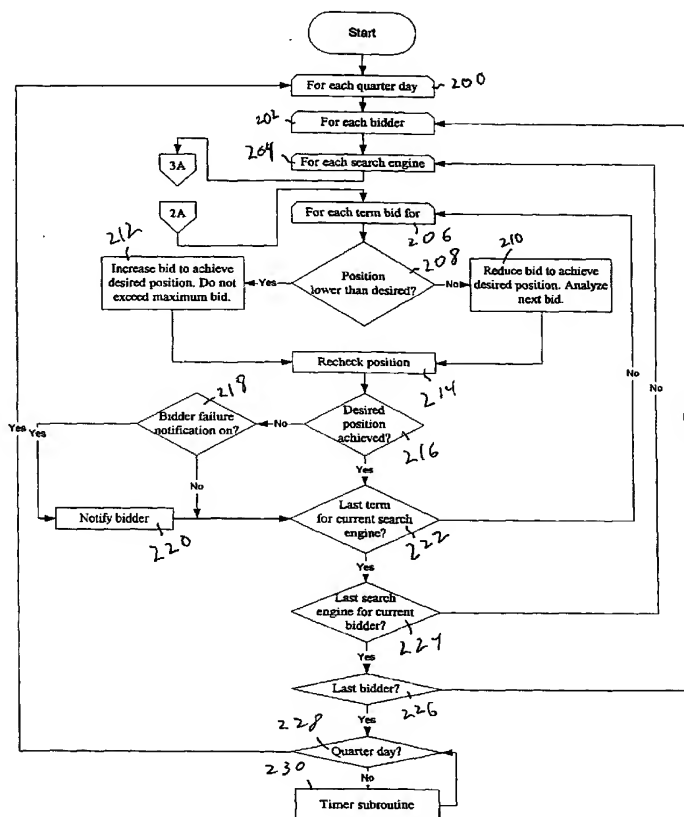 Start
For each quarter day
200
202
For each bidder
204
For each search engine
3A
2A
For each term bid for
206
212
Increase bid to achieve
desired position. Do not
exceed maximum bid.
Yes
Position
lower than desired?
208
No
210
Reduce bid to achieve
desired position. Analyze
next bid.
Recheck position
214
218
Bidder failure
notification on?
No
Desired
position
achieved?
216
Yes
Yes
No
No
No
Yes
Notify bidder
220
Last term
for current search
engine?
222
Yes
Last search
engine for current
bidder?
224
Yes
Last bidder?
226
Yes
228
Quarter day?
230
No
Timer subroutine